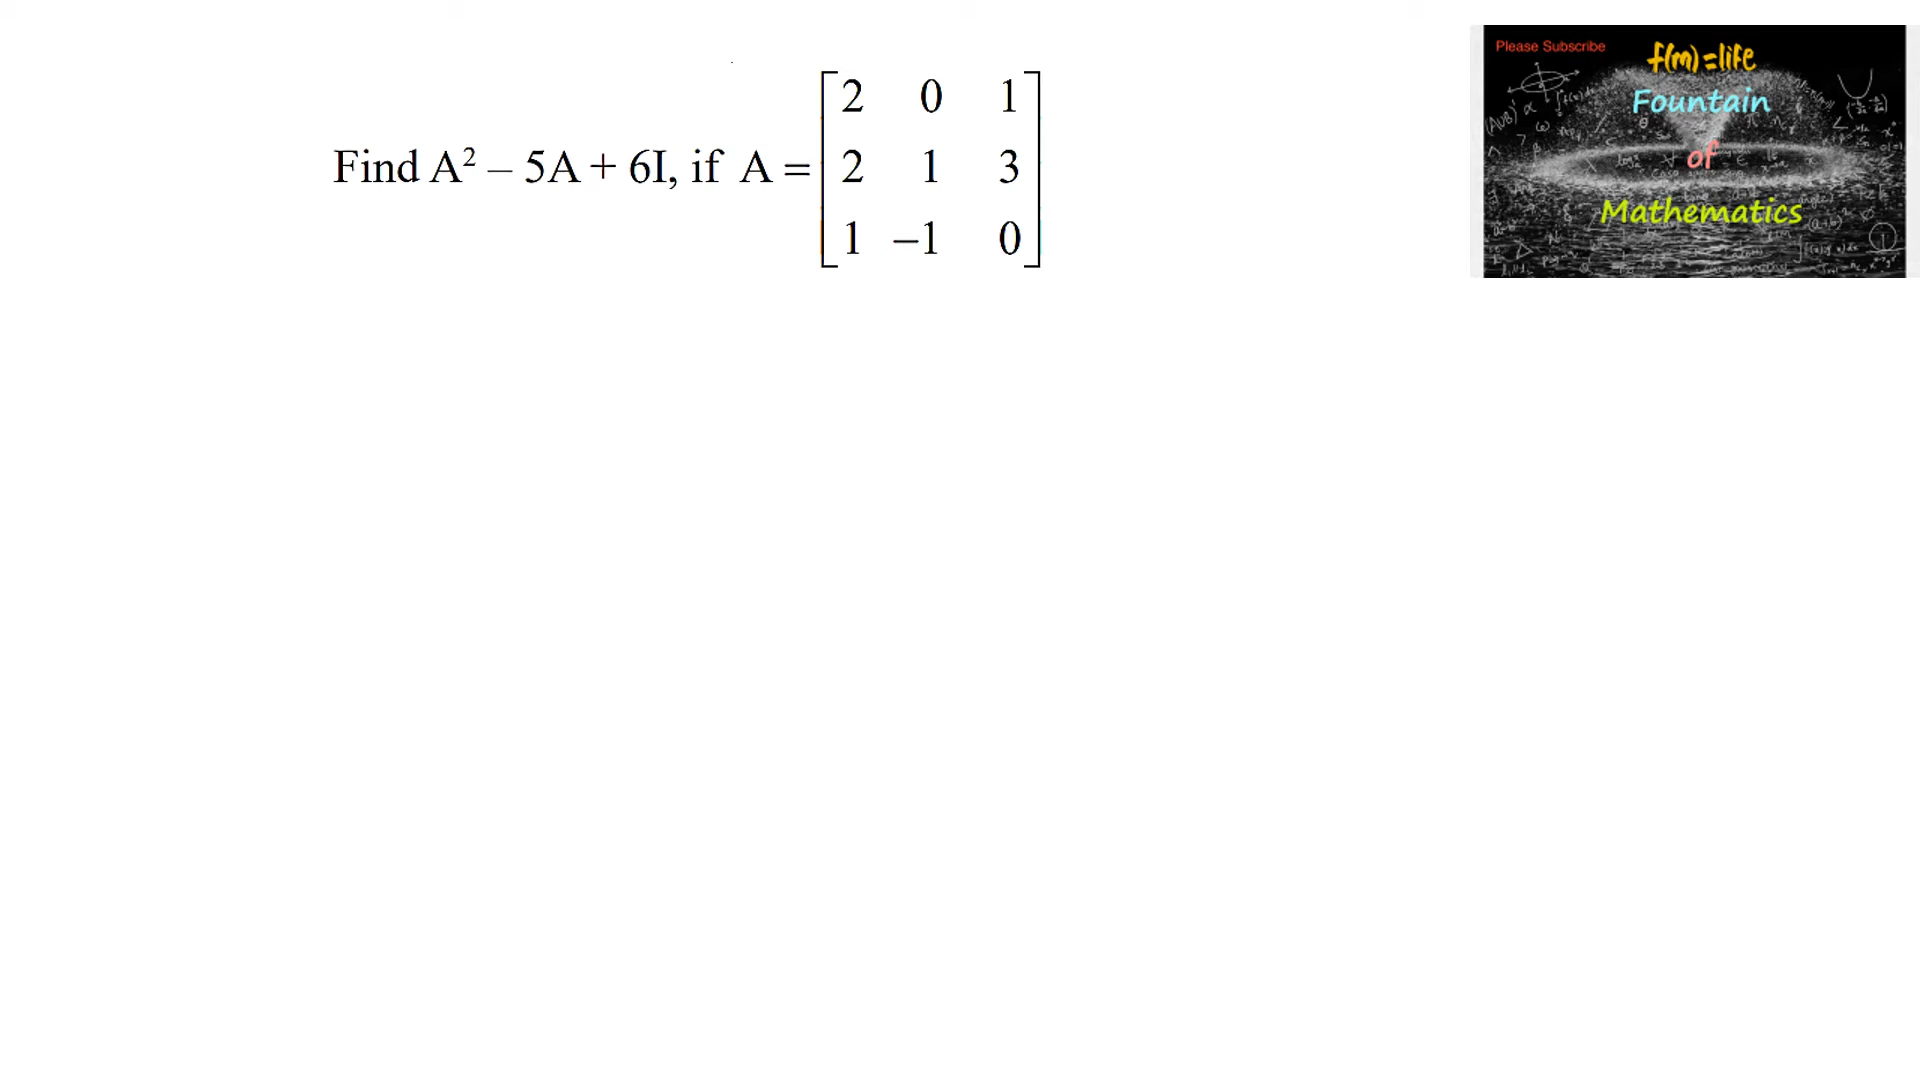 Please Subscribe
f(m)=life
Fountain
of
Mathematics
Find A² – 5A + 6I, if A = [2 0 1
2 1 3
1 –1 0]